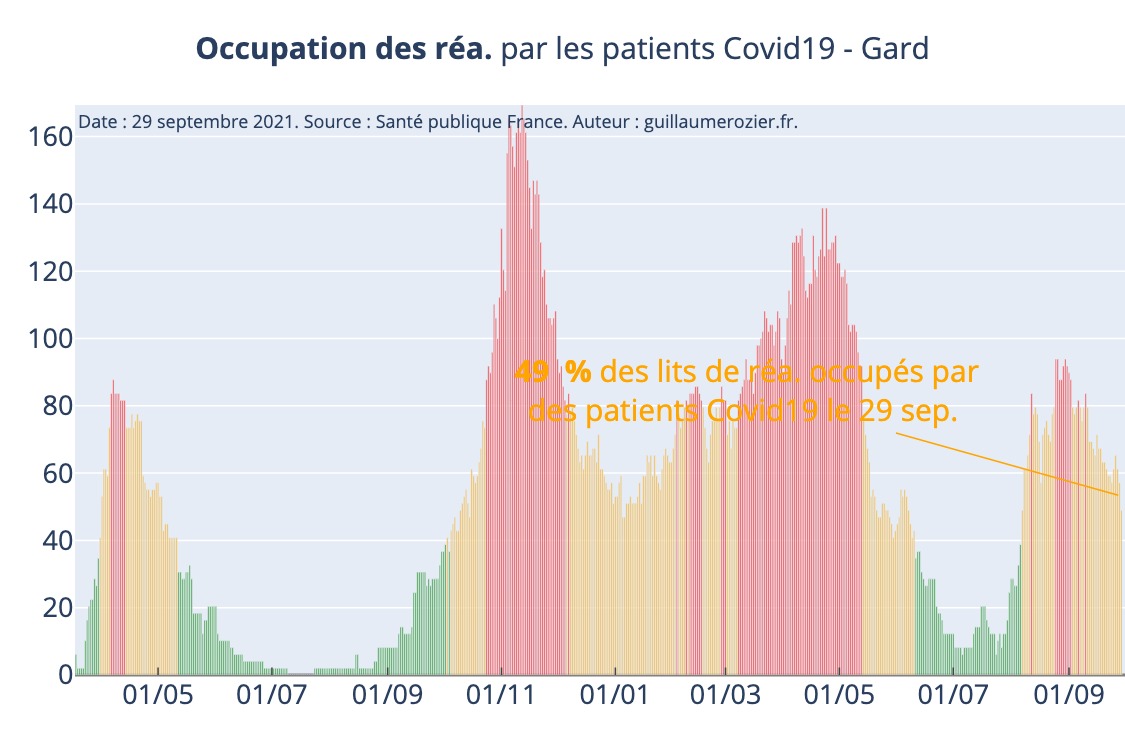 Occupation des réa. par les patients Covid19 - Gard
Date : 29 septembre 2021. Source : Santé publique France. Auteur : guillaumerozier.fr.
160
140
120
100
80
60
40
20
0
49 % des lits de réa. occupés par
des patients Covid19 le 29 sep.
01/05 01/07 01/09 01/11 01/01 01/03 01/05 01/07 01/09